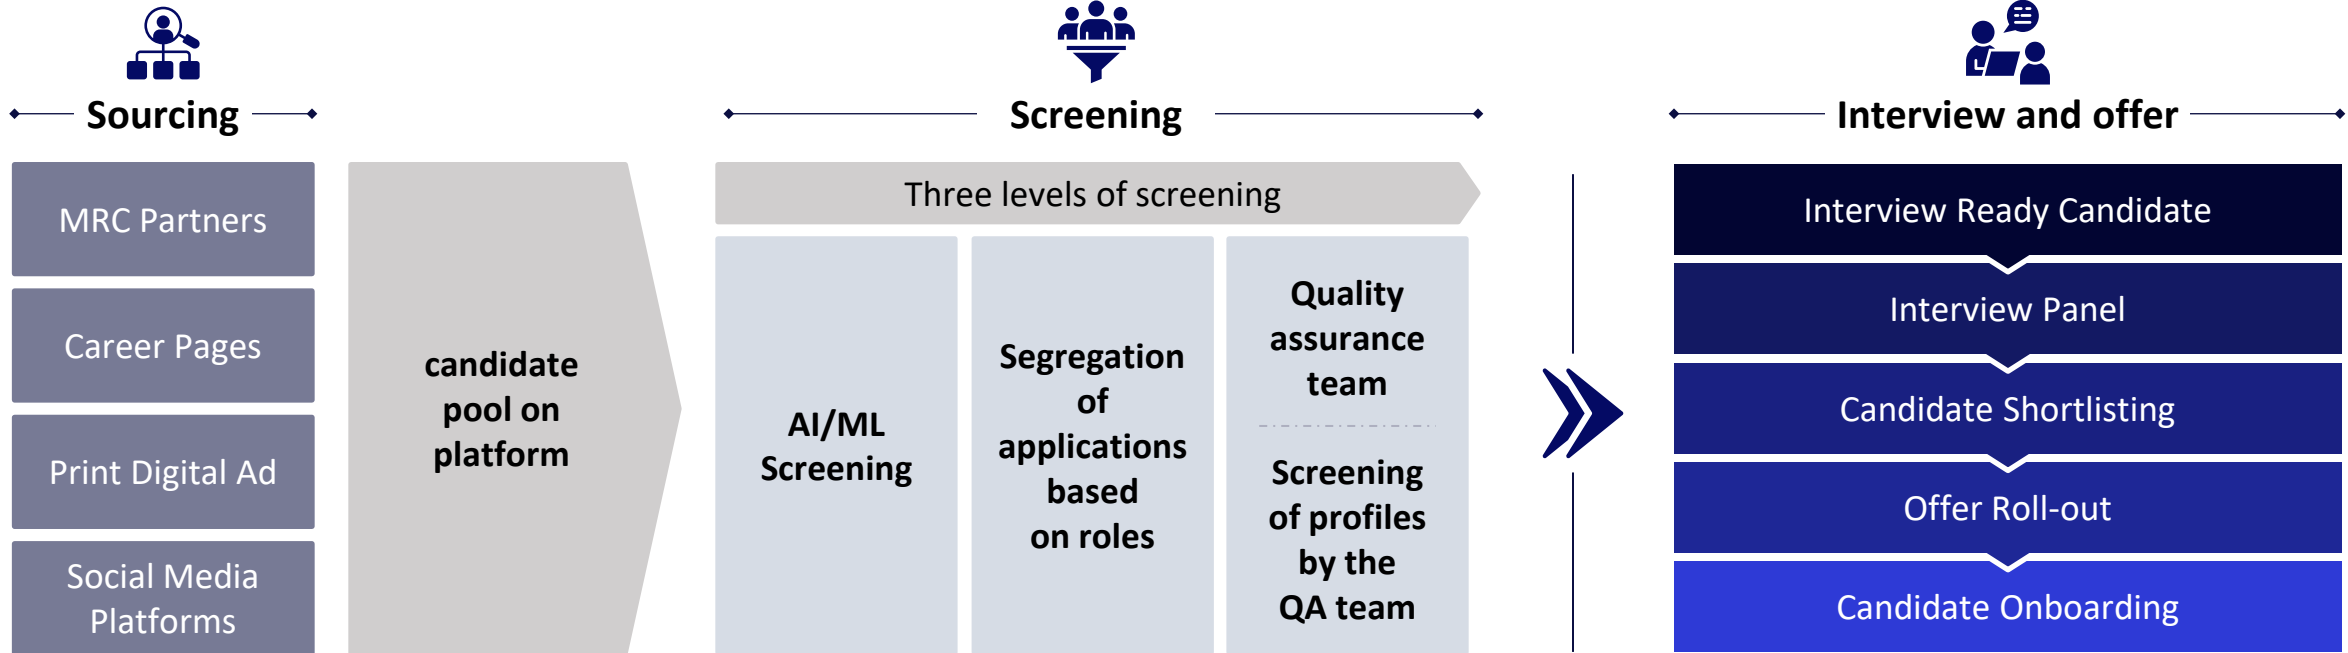 Sourcing
MRC Partners
Career Pages
Print Digital Ad
Social Media
Platforms
candidate
pool on
platform
Screening
Three levels of screening
AI/ML
Screening
Segregation
of
applications
based
on roles
Quality
assurance
team
Screening
of profiles
by the
QA team
Interview and offer
Interview Ready Candidate
Interview Panel
Candidate Shortlisting
Offer Roll-out
Candidate Onboarding